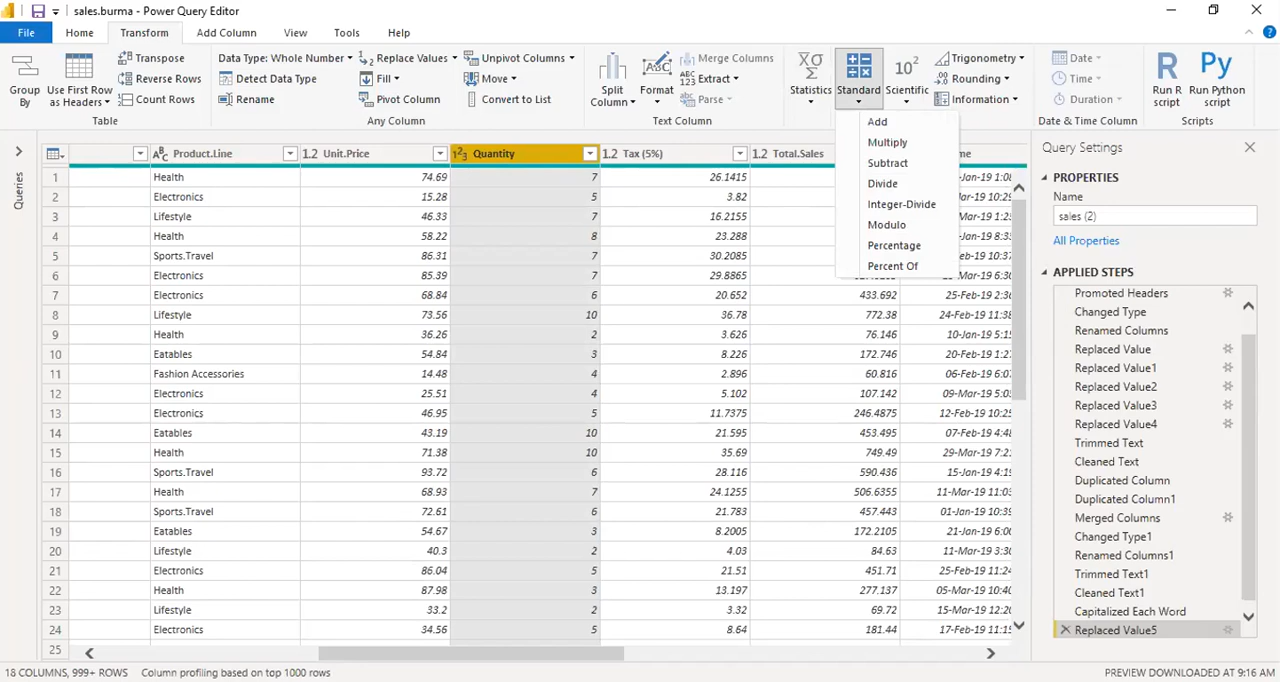 sales.burma - Power Query Editor
File Home Transform Add Column View Tools Help
Group By
Use First Row as Headers
Transpose
Reverse Rows
Count Rows
Table
Data Type: Whole Number
Detect Data Type
Rename
Replace Values
Fill
Pivot Column
Unpivot Columns
Move
Convert to List
Any Column
Split Column
Format
Merge Columns
Extract
Parse
Text Column
Statistics
Standard
Scientific
Trigonometry
Rounding
Information
Date
Time
Duration
Date & Time Column
Run R script
Run Python script
Scripts
Add
Multiply
Subtract
Divide
Integer-Divide
Modulo
Percentage
Percent Of
Queries
Product.Line Unit.Price Quantity Tax (5%) Total.Sales
1 Health 74.69 7 26.1415
2 Electronics 15.28 5 3.82
3 Lifestyle 46.33 7 16.2155
4 Health 58.22 8 23.288
5 Sports.Travel 86.31 7 30.2085
6 Electronics 85.39 7 29.8865
7 Electronics 68.84 6 20.652 433.692 25-Feb-19 2:3
8 Lifestyle 73.56 10 36.78 772.38 24-Feb-19 11:3
9 Health 36.26 2 3.626 76.146 10-Jan-19 5:1
10 Eatables 54.84 3 8.226 172.746 20-Feb-19 1:2
11 Fashion Accessories 14.48 4 2.896 60.816 06-Feb-19 6:0
12 Electronics 25.51 4 5.102 107.142 09-Mar-19 5:0
13 Electronics 46.95 5 11.7375 246.4875 12-Feb-19 10:2
14 Eatables 43.19 10 21.595 453.495 07-Feb-19 4:4
15 Health 71.38 10 35.69 749.49 29-Mar-19 7:2
16 Sports.Travel 93.72 6 28.116 590.436 15-Jan-19 4:1
17 Health 68.93 7 24.1255 506.6355 11-Mar-19 11:0
18 Sports.Travel 72.61 6 21.783 457.443 01-Jan-19 10:3
19 Eatables 54.67 3 8.2005 172.2105 21-Jan-19 6:0
20 Lifestyle 40.3 2 4.03 84.63 11-Mar-19 3:3
21 Electronics 86.04 5 21.51 451.71 25-Feb-19 11:2
22 Health 87.98 3 13.197 277.137 05-Mar-19 10:4
23 Lifestyle 33.2 2 3.32 69.72 15-Mar-19 12:2
24 Electronics 34.56 5 8.64 181.44 17-Feb-19 11:1
25
Query Settings
PROPERTIES
Name
sales (2)
All Properties
APPLIED STEPS
Promoted Headers
Changed Type
Renamed Columns
Replaced Value
Replaced Value1
Replaced Value2
Replaced Value3
Replaced Value4
Trimmed Text
Cleaned Text
Duplicated Column
Duplicated Column1
Merged Columns
Changed Type1
Renamed Columns1
Trimmed Text1
Cleaned Text1
Capitalized Each Word
Replaced Value5
18 COLUMNS, 999+ ROWS Column profiling based on top 1000 rows PREVIEW DOWNLOADED AT 9:16 AM